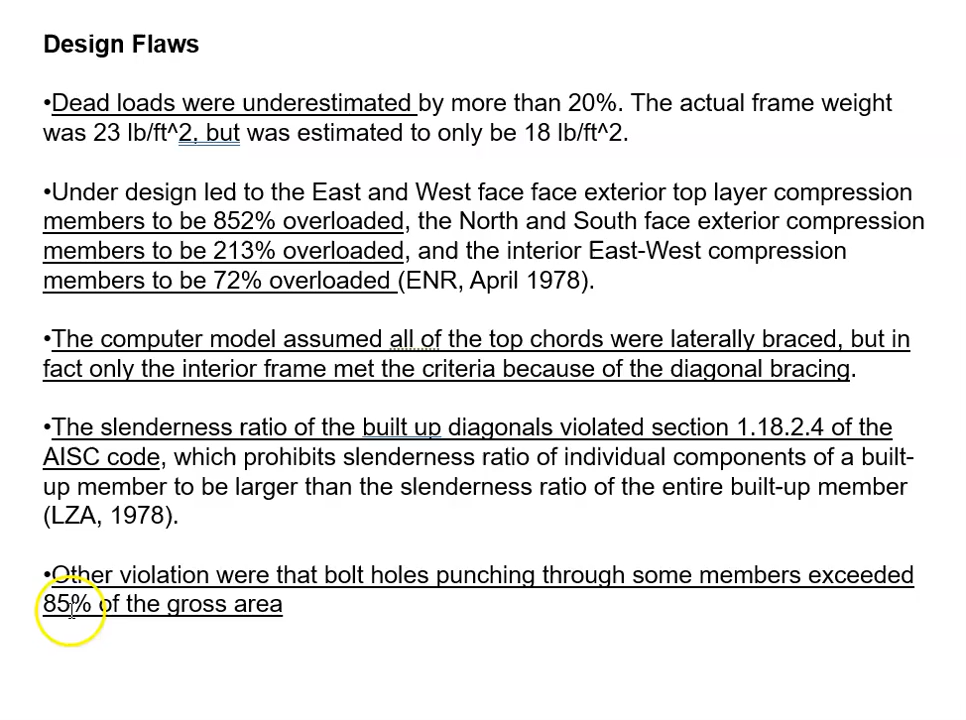 Design Flaws
•Dead loads were underestimated by more than 20%. The actual frame weight
was 23 lb/ft^2, but was estimated to only be 18 lb/ft^2.
•Under design led to the East and West face face exterior top layer compression
members to be 852% overloaded, the North and South face exterior compression
members to be 213% overloaded, and the interior East-West compression
members to be 72% overloaded (ENR, April 1978).
•The computer model assumed all of the top chords were laterally braced, but in
fact only the interior frame met the criteria because of the diagonal bracing.
•The slenderness ratio of the built up diagonals violated section 1.18.2.4 of the
AISC code, which prohibits slenderness ratio of individual components of a built-
up member to be larger than the slenderness ratio of the entire built-up member
(LZA, 1978).
•Other violation were that bolt holes punching through some members exceeded
85% of the gross area